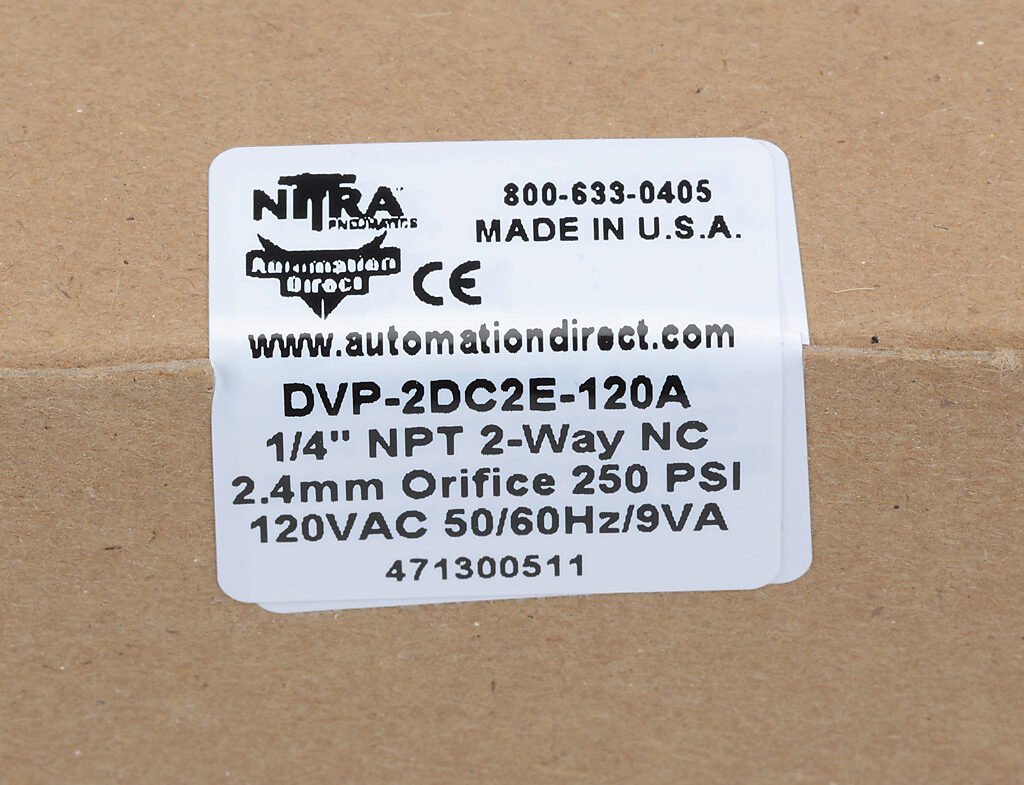 NITRA
PNEUMATICS
Automation
Direct
CE
800-633-0405
MADE IN U.S.A.
www.automationdirect.com
DVP-2DC2E-120A
1/4" NPT 2-Way NC
2.4mm Orifice 250 PSI
120VAC 50/60Hz/9VA
471300511